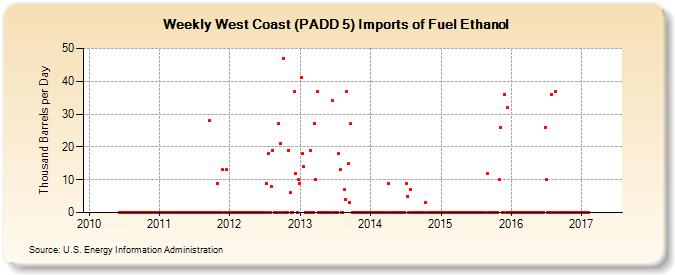 Weekly West Coast (PADD 5) Imports of Fuel Ethanol
Thousand Barrels per Day
50
40
30
20
10
0
2010 2011 2012 2013 2014 2015 2016 2017
Source: U.S. Energy Information Administration